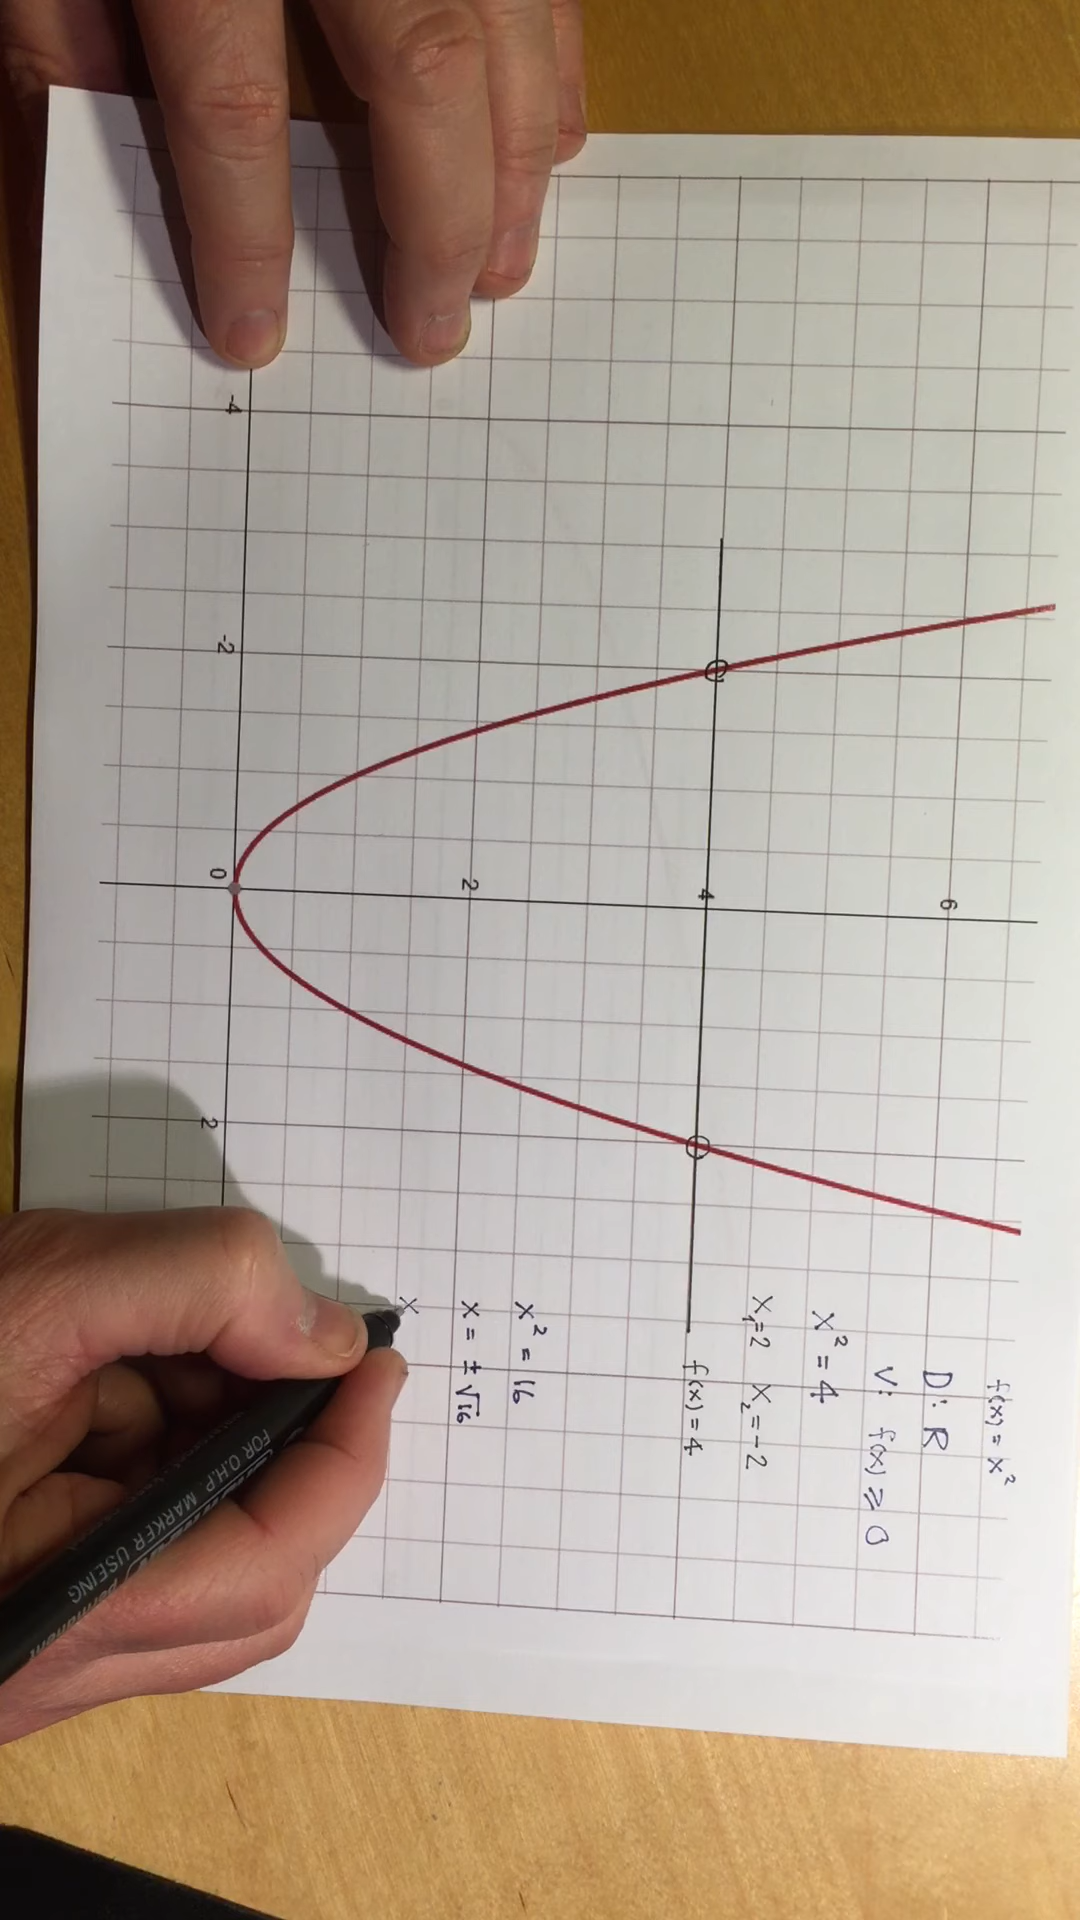 f(x) = x²
D: R
V: f(x) ≥ 0
x² = 4
x₁=2 x₂=-2
f(x) = 4
x² = 16
x = ±√16
x
6
4
2
-4
-2
0
2
FOR O.H.P. MARKER USEING
permanent